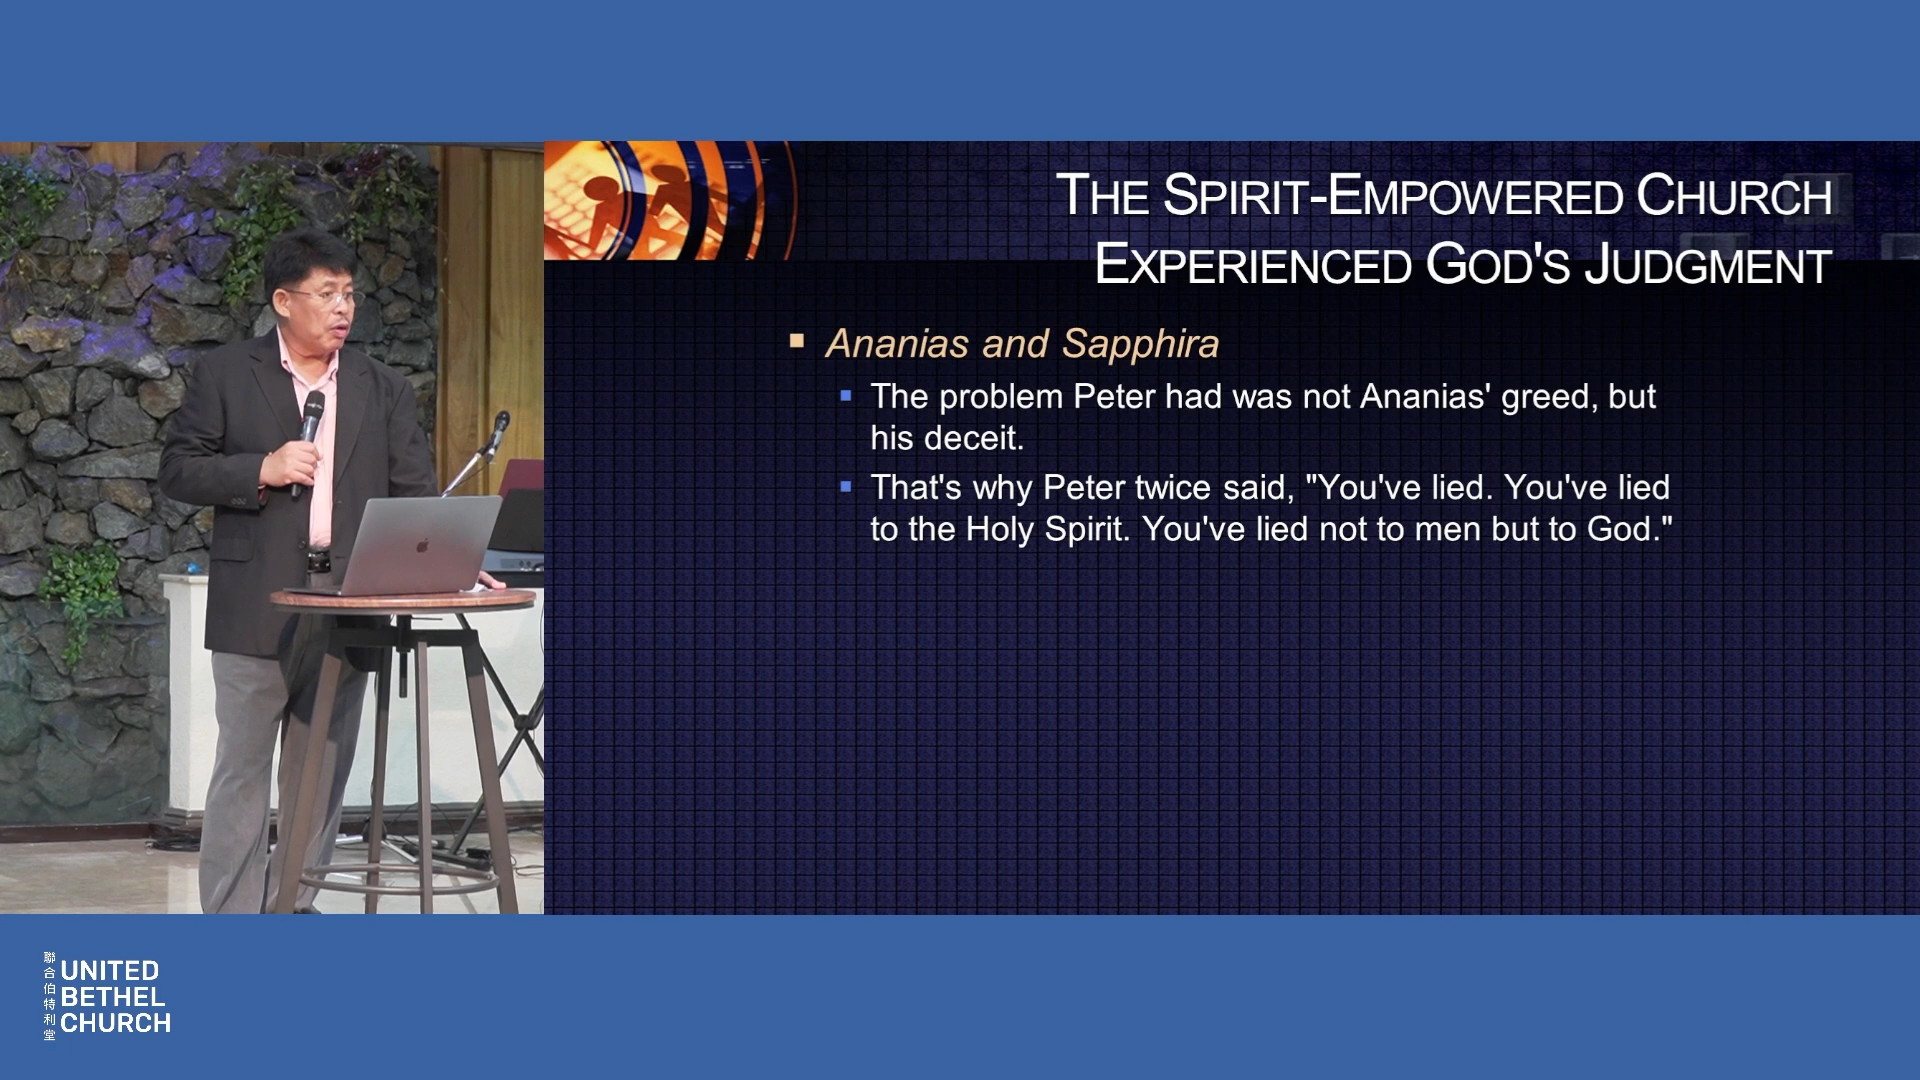 THE SPIRIT-EMPOWERED CHURCH
EXPERIENCED GOD'S JUDGMENT
Ananias and Sapphira
The problem Peter had was not Ananias' greed, but
his deceit.
That's why Peter twice said, "You've lied. You've lied
to the Holy Spirit. You've lied not to men but to God."
聯合伯特利堂
UNITED
BETHEL
CHURCH